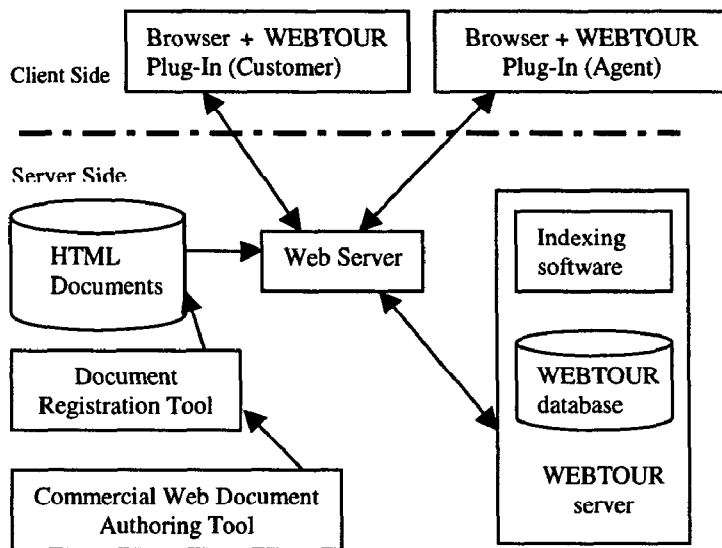 Browser + WEBTOUR
Plug-In (Customer)
Browser + WEBTOUR
Plug-In (Agent)
Client Side
Server Side
HTML
Documents
Web Server
Indexing
software
WEBTOUR
database
WEBTOUR
server
Document
Registration Tool
Commercial Web Document
Authoring Tool